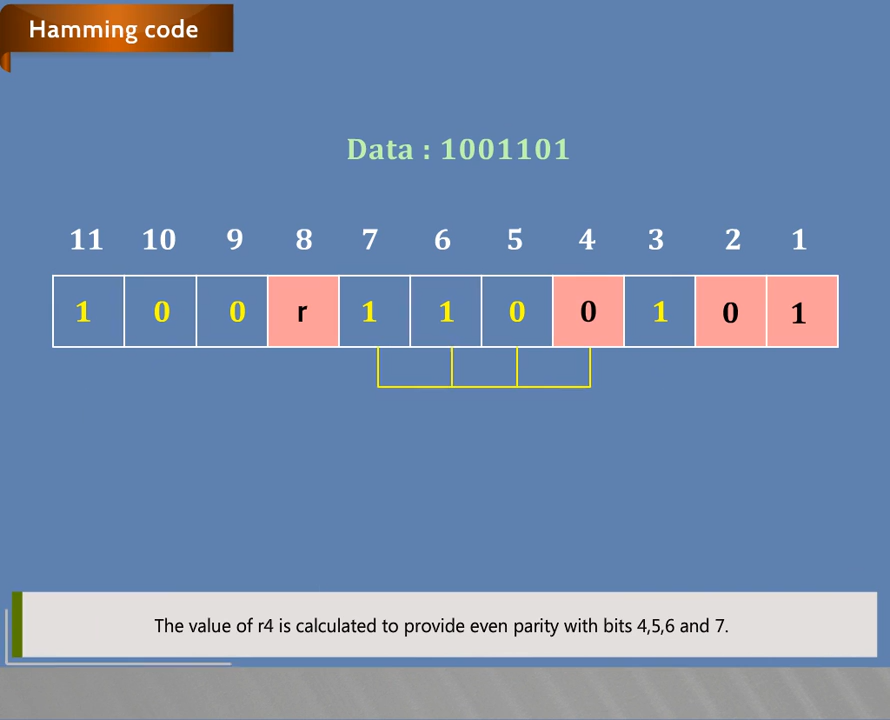 Hamming code
Data : 1001101
11 10 9 8 7 6 5 4 3 2 1
1 0 0 r 1 1 0 0 1 0 1
The value of r4 is calculated to provide even parity with bits 4,5,6 and 7.